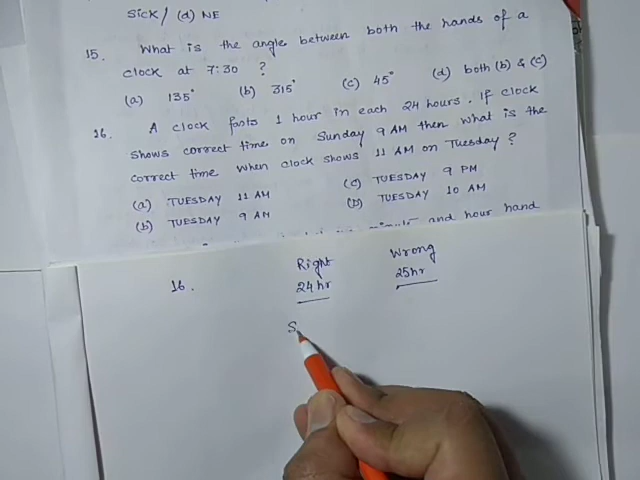 Sick / (d) NE
15. What is the angle between both the hands of a
clock at 7:30 ?
(a) 135° (b) 315° (c) 45° (d) both (b) & (c)
16. A clock fasts 1 hour in each 24 hours. If clock
shows correct time on Sunday 9 AM then what is the
correct time when clock shows 11 AM on Tuesday ?
(a) TUESDAY 11 AM (c) TUESDAY 9 PM
(b) TUESDAY 9 AM (D) TUESDAY 10 AM
minute and hour hand
16. Right Wrong
24 hr 25hr
S